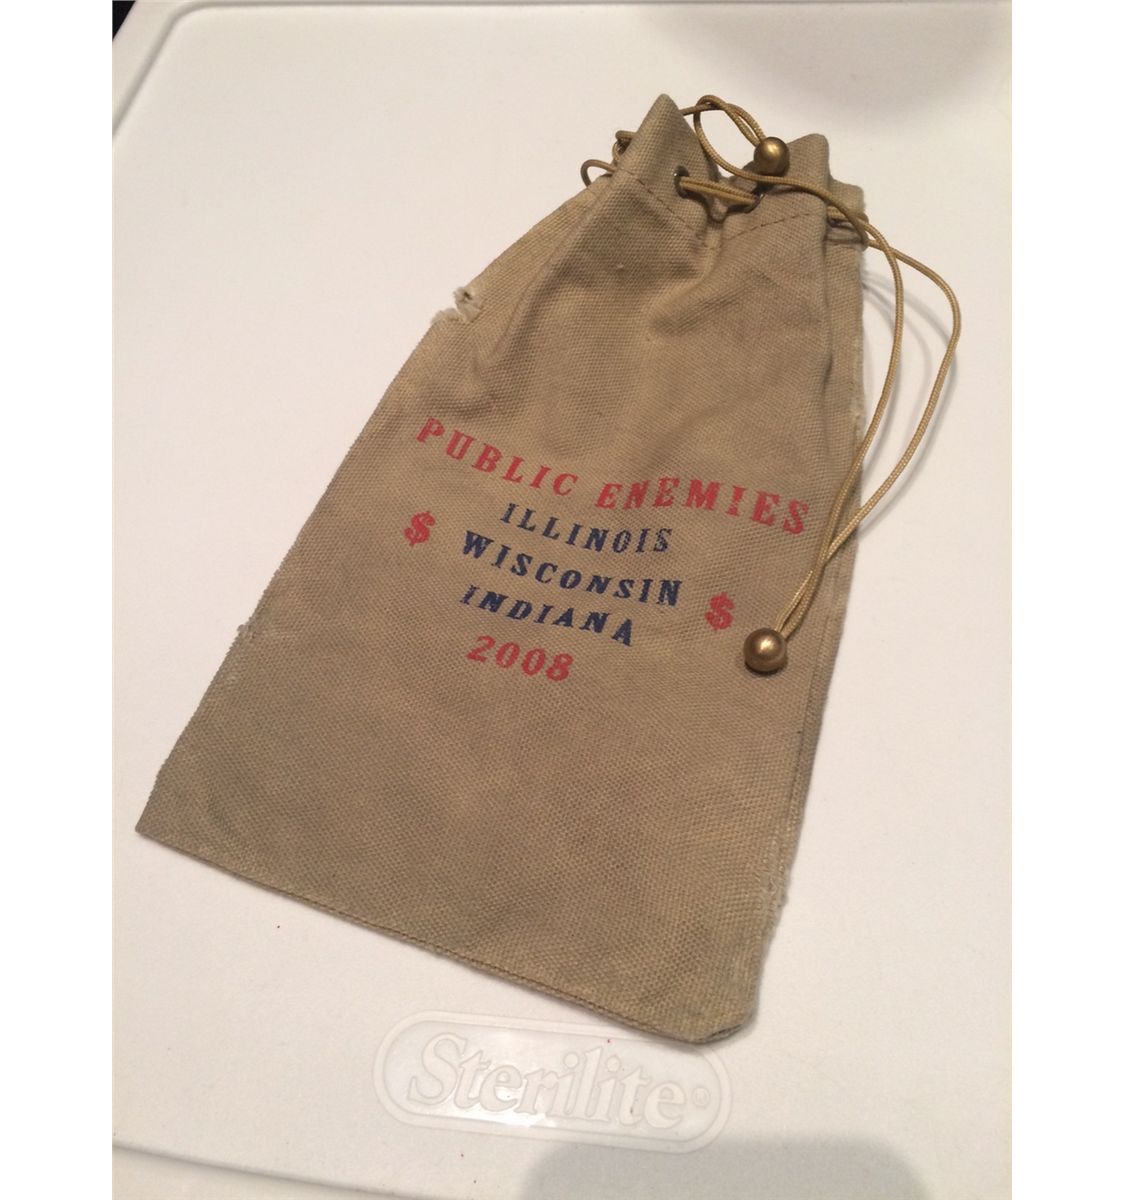 PUBLIC ENEMIES
ILLINOIS
$ WISCONSIN $
INDIANA
2008
Sterilite